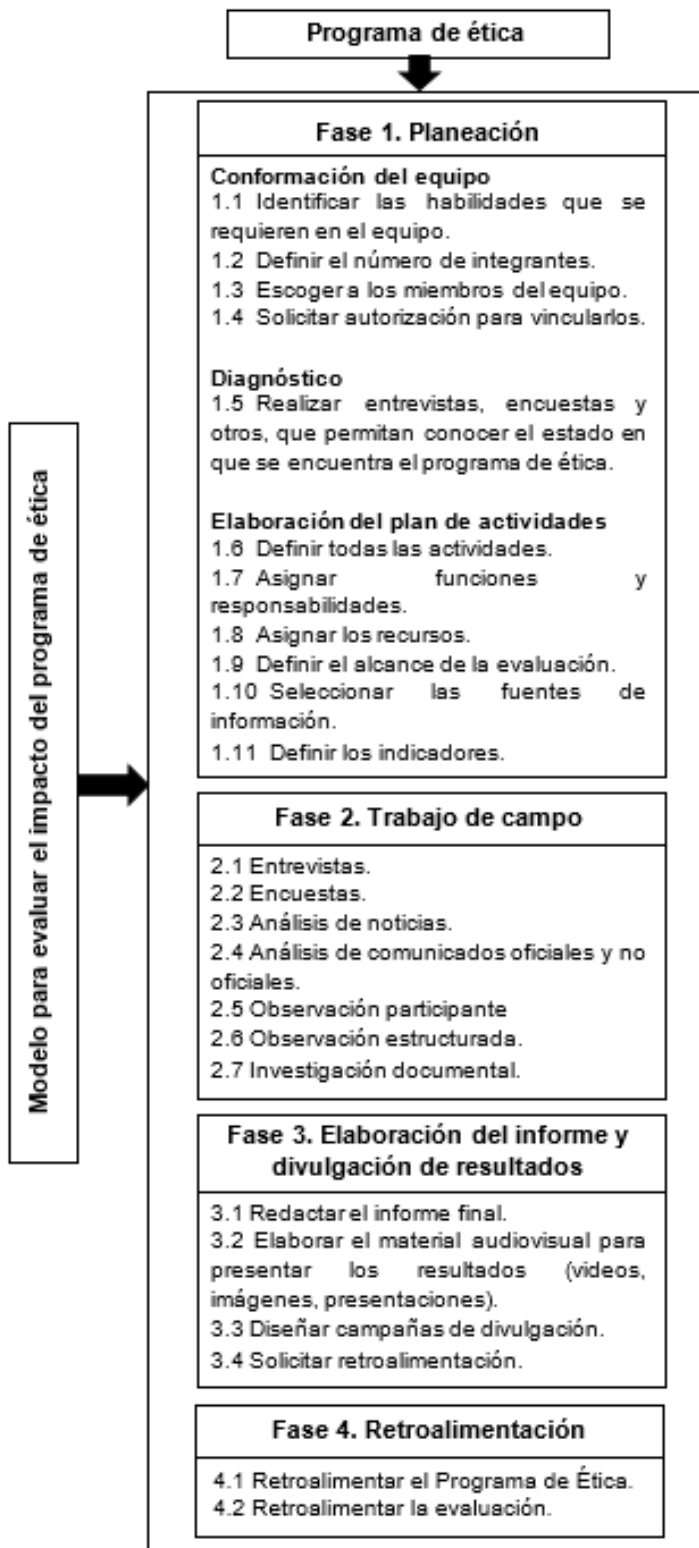 Programa de ética
Modelo para evaluar el impacto del programa de ética
Fase 1. Planeación
Conformación del equipo
1.1 Identificar las habilidades que se
requieren en el equipo.
1.2 Definir el número de integrantes.
1.3 Escoger a los miembros del equipo.
1.4 Solicitar autorización para vincularlos.
Diagnóstico
1.5 Realizar entrevistas, encuestas y
otros, que permitan conocer el estado en
que se encuentra el programa de ética.
Elaboración del plan de actividades
1.6 Definir todas las actividades.
1.7 Asignar funciones y
responsabilidades.
1.8 Asignar los recursos.
1.9 Definir el alcance de la evaluación.
1.10 Seleccionar las fuentes de
información.
1.11 Definir los indicadores.
Fase 2. Trabajo de campo
2.1 Entrevistas.
2.2 Encuestas.
2.3 Análisis de noticias.
2.4 Análisis de comunicados oficiales y no
oficiales.
2.5 Observación participante
2.6 Observación estructurada.
2.7 Investigación documental.
Fase 3. Elaboración del informe y
divulgación de resultados
3.1 Redactar el informe final.
3.2 Elaborar el material audiovisual para
presentar los resultados (videos,
imágenes, presentaciones).
3.3 Diseñar campañas de divulgación.
3.4 Solicitar retroalimentación.
Fase 4. Retroalimentación
4.1 Retroalimentar el Programa de Ética.
4.2 Retroalimentar la evaluación.